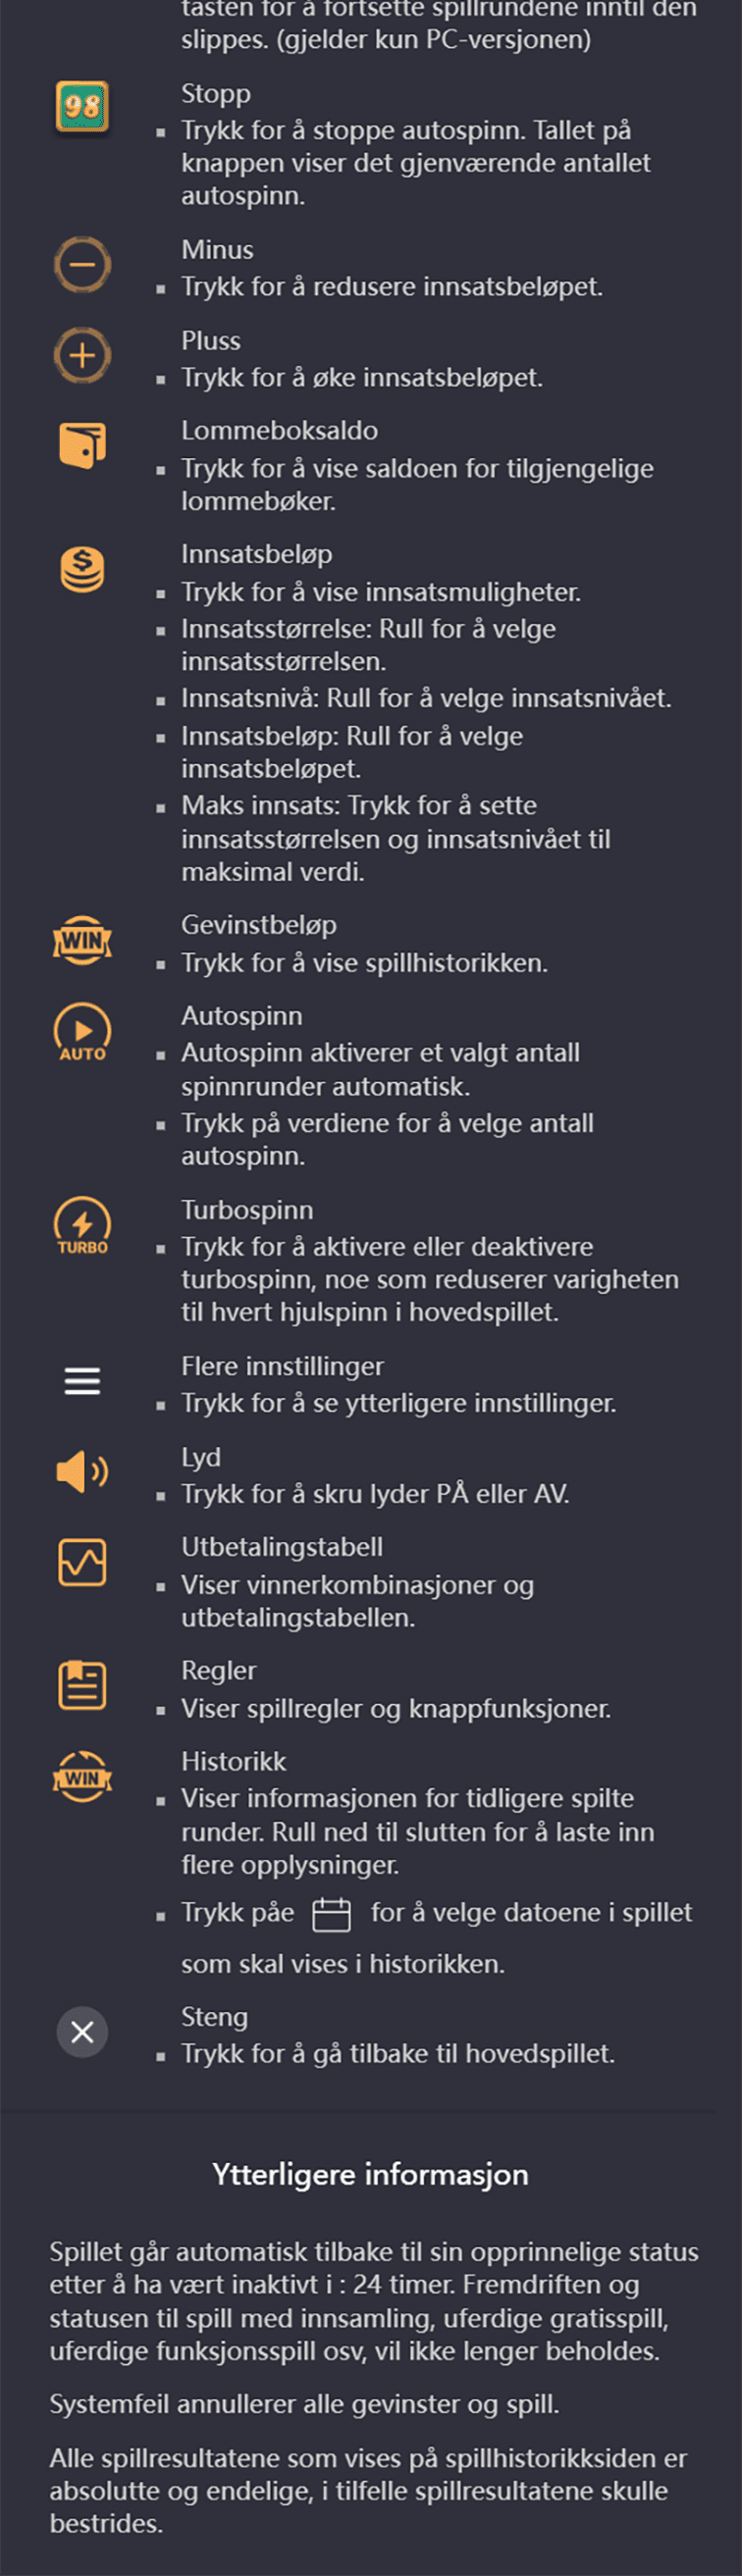 tasten for å fortsette spillrundene inntil den
slippes. (gjelder kun PC-versjonen)
98
Stopp
Trykk for å stoppe autospinn. Tallet på
knappen viser det gjenværende antallet
autospinn.
Minus
Trykk for å redusere innsatsbeløpet.
Pluss
Trykk for å øke innsatsbeløpet.
Lommeboksaldo
Trykk for å vise saldoen for tilgjengelige
lommebøker.
Innsatsbeløp
Trykk for å vise innsatsmuligheter.
Innsatsstørrelse: Rull for å velge
innsatsstørrelsen.
Innsatsnivå: Rull for å velge innsatsnivået.
Innsatsbeløp: Rull for å velge
innsatsbeløpet.
Maks innsats: Trykk for å sette
innsatsstørrelsen og innsatsnivået til
maksimal verdi.
WIN
Gevinstbeløp
Trykk for å vise spillhistorikken.
AUTO
Autospinn
Autospinn aktiverer et valgt antall
spinnrunder automatisk.
Trykk på verdiene for å velge antall
autospinn.
TURBO
Turbospinn
Trykk for å aktivere eller deaktivere
turbospinn, noe som reduserer varigheten
til hvert hjulspinn i hovedspillet.
Flere innstillinger
Trykk for å se ytterligere innstillinger.
Lyd
Trykk for å skru lyder PÅ eller AV.
Utbetalingstabell
Viser vinnerkombinasjoner og
utbetalingstabellen.
Regler
Viser spillregler og knappfunksjoner.
WIN
Historikk
Viser informasjonen for tidligere spilte
runder. Rull ned til slutten for å laste inn
flere opplysninger.
Trykk påe for å velge datoene i spillet
som skal vises i historikken.
Steng
Trykk for å gå tilbake til hovedspillet.
Ytterligere informasjon
Spillet går automatisk tilbake til sin opprinnelige status
etter å ha vært inaktivt i : 24 timer. Fremdriften og
statusen til spill med innsamling, uferdige gratisspill,
uferdige funksjonsspill osv, vil ikke lenger beholdes.
Systemfeil annullerer alle gevinster og spill.
Alle spillresultatene som vises på spillhistorikksiden er
absolutte og endelige, i tilfelle spillresultatene skulle
bestrides.